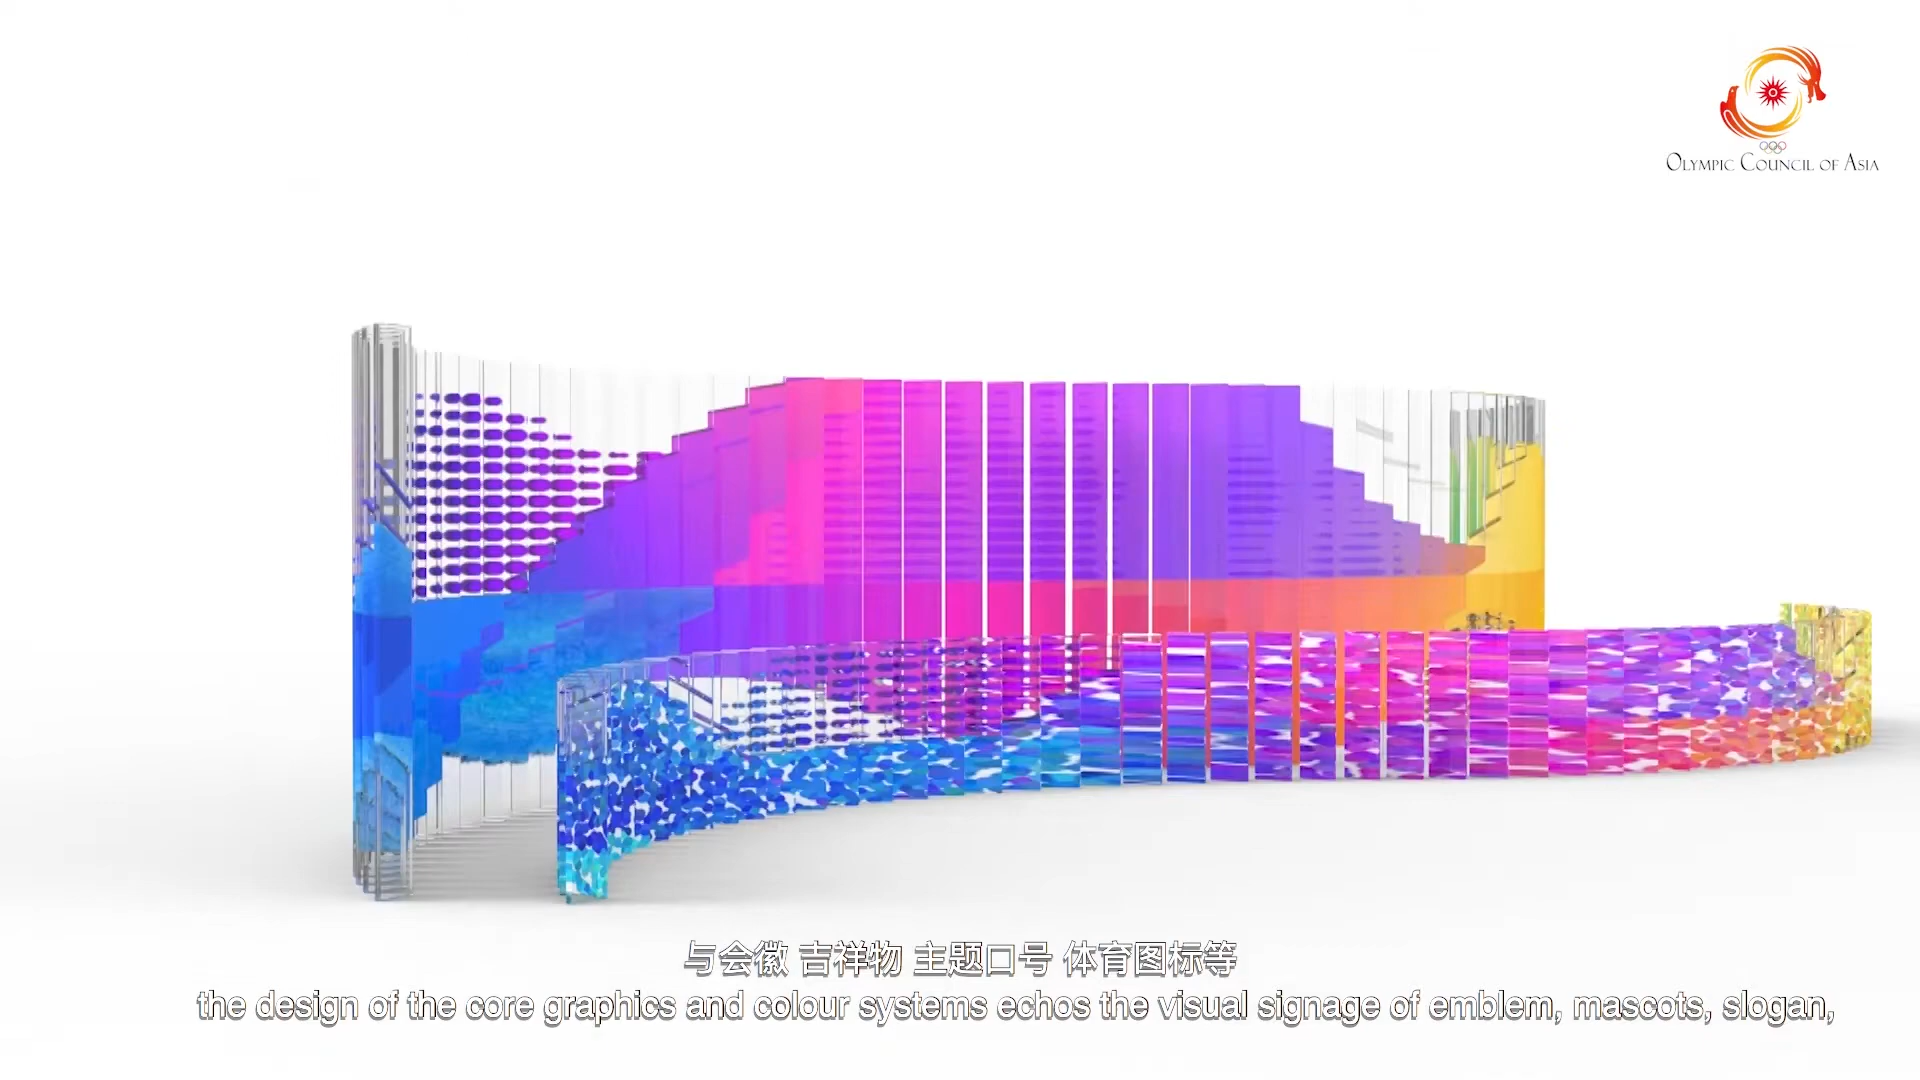 OLYMPIC COUNCIL OF ASIA
与会徽 吉祥物 主题口号 体育图标等
the design of the core graphics and colour systems echos the visual signage of emblem, mascots, slogan,